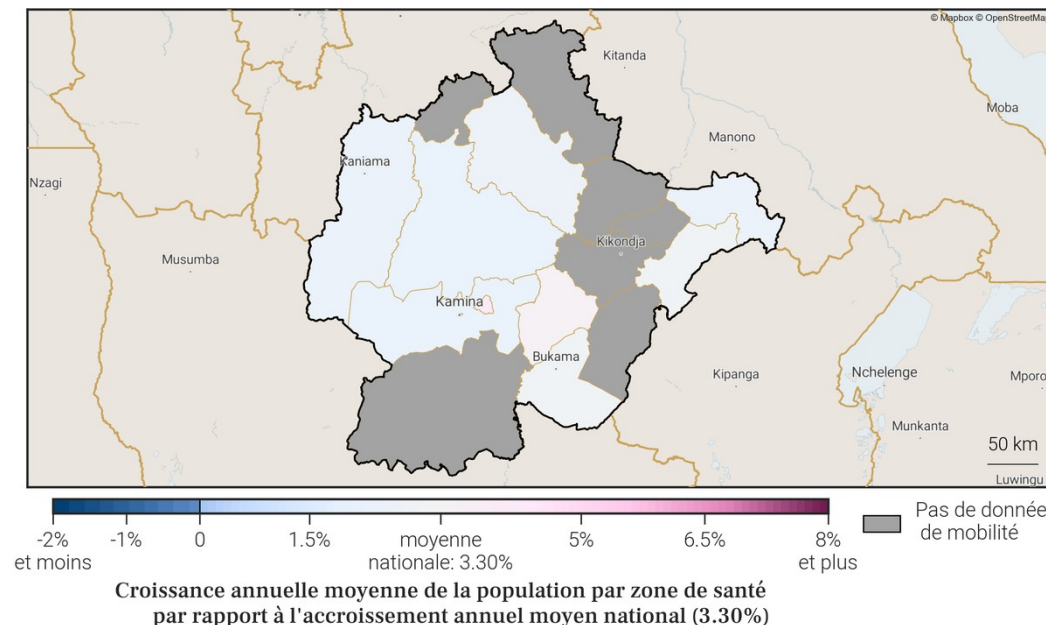 © Mapbox © OpenStreetMap
Kitanda
Moba
Manono
Kaniama
Nzagi
Kikondja
Musumba
Kamina
Bukama
Kipanga
Nchelenge
Mporo
Munkanta
50 km
Luwingu
-2%
et moins
-1%
0
1.5%
moyenne
nationale: 3.30%
5%
6.5%
8%
et plus
Pas de donnée
de mobilité
Croissance annuelle moyenne de la population par zone de santé
par rapport à l'accroissement annuel moyen national (3.30%)